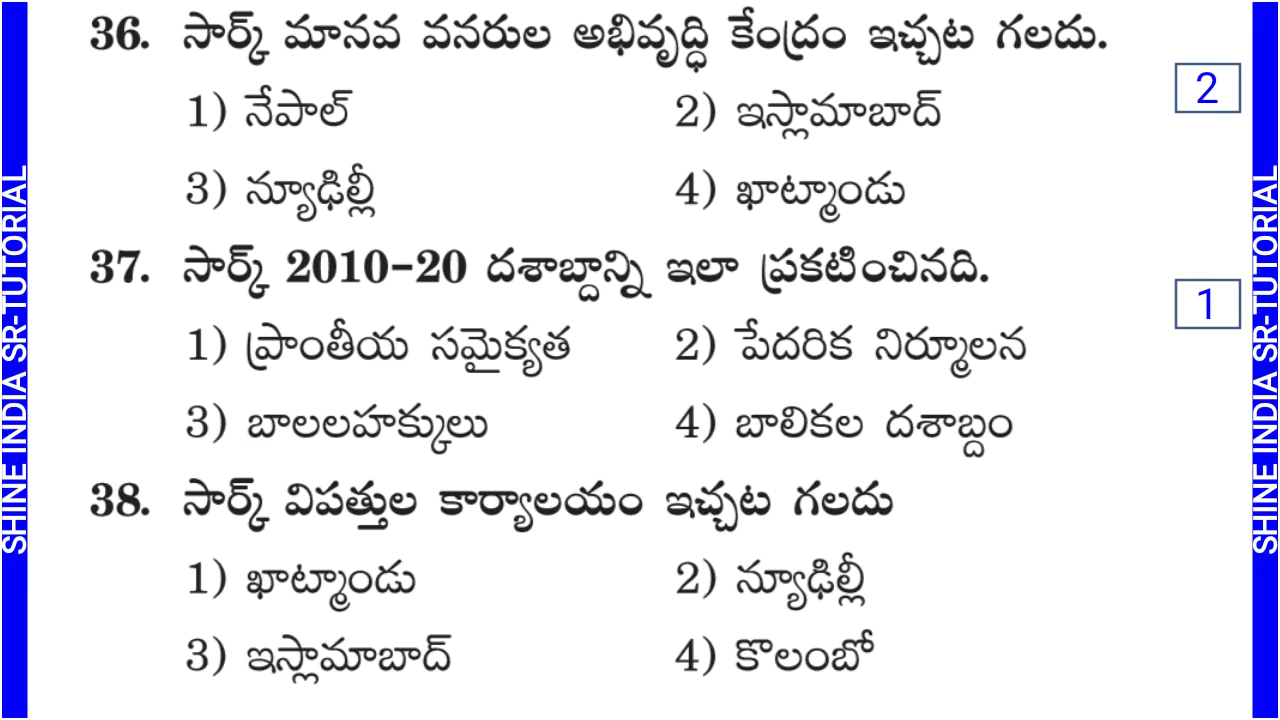 36. సార్క్ మానవ వనరుల అభివృద్ధి కేంద్రం ఇచ్చట గలదు.
2
1) నేపాల్ 2) ఇస్లామాబాద్
3) న్యూఢిల్లీ 4) ఖాట్మాండు
37. సార్క్ 2010-20 దశాబ్దాన్ని ఇలా ప్రకటించినది.
1
1) ప్రాంతీయ సమైక్యత 2) పేదరిక నిర్మూలన
3) బాలలహక్కులు 4) బాలికల దశాబ్దం
38. సార్క్ విపత్తుల కార్యాలయం ఇచ్చట గలదు
1) ఖాట్మాండు 2) న్యూఢిల్లీ
3) ఇస్లామాబాద్ 4) కొలంబో
SHINE INDIA SR-TUTORIAL
SHINE INDIA SR-TUTORIAL